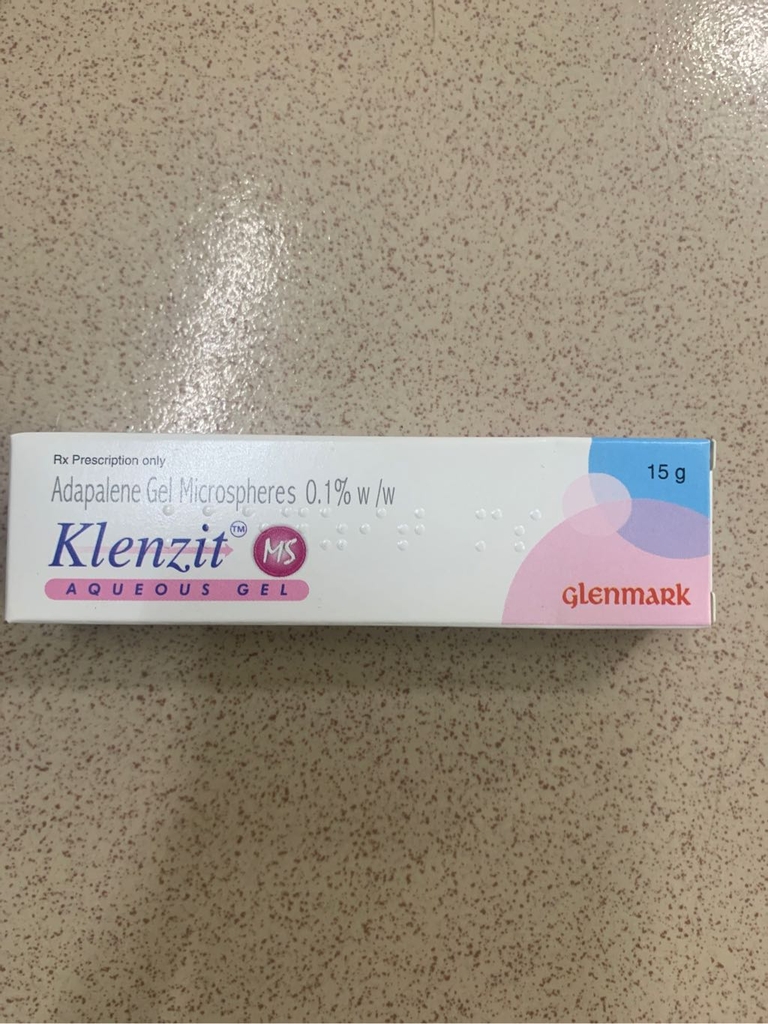 Rx Prescription only
15 g
Adapalene Gel Microspheres 0.1% w/w
Klenzit™ MS
AQUEOUS GEL
glenmark